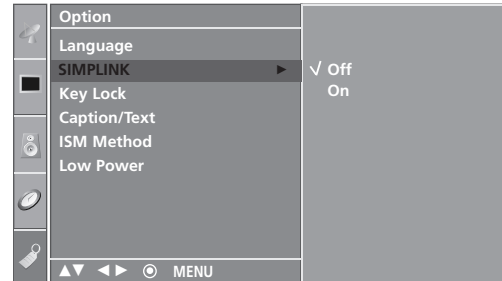 Option
Language
SIMPLINK ► √ Off
On
Key Lock
Caption/Text
ISM Method
Low Power
▲▼ ◄► ◉ MENU